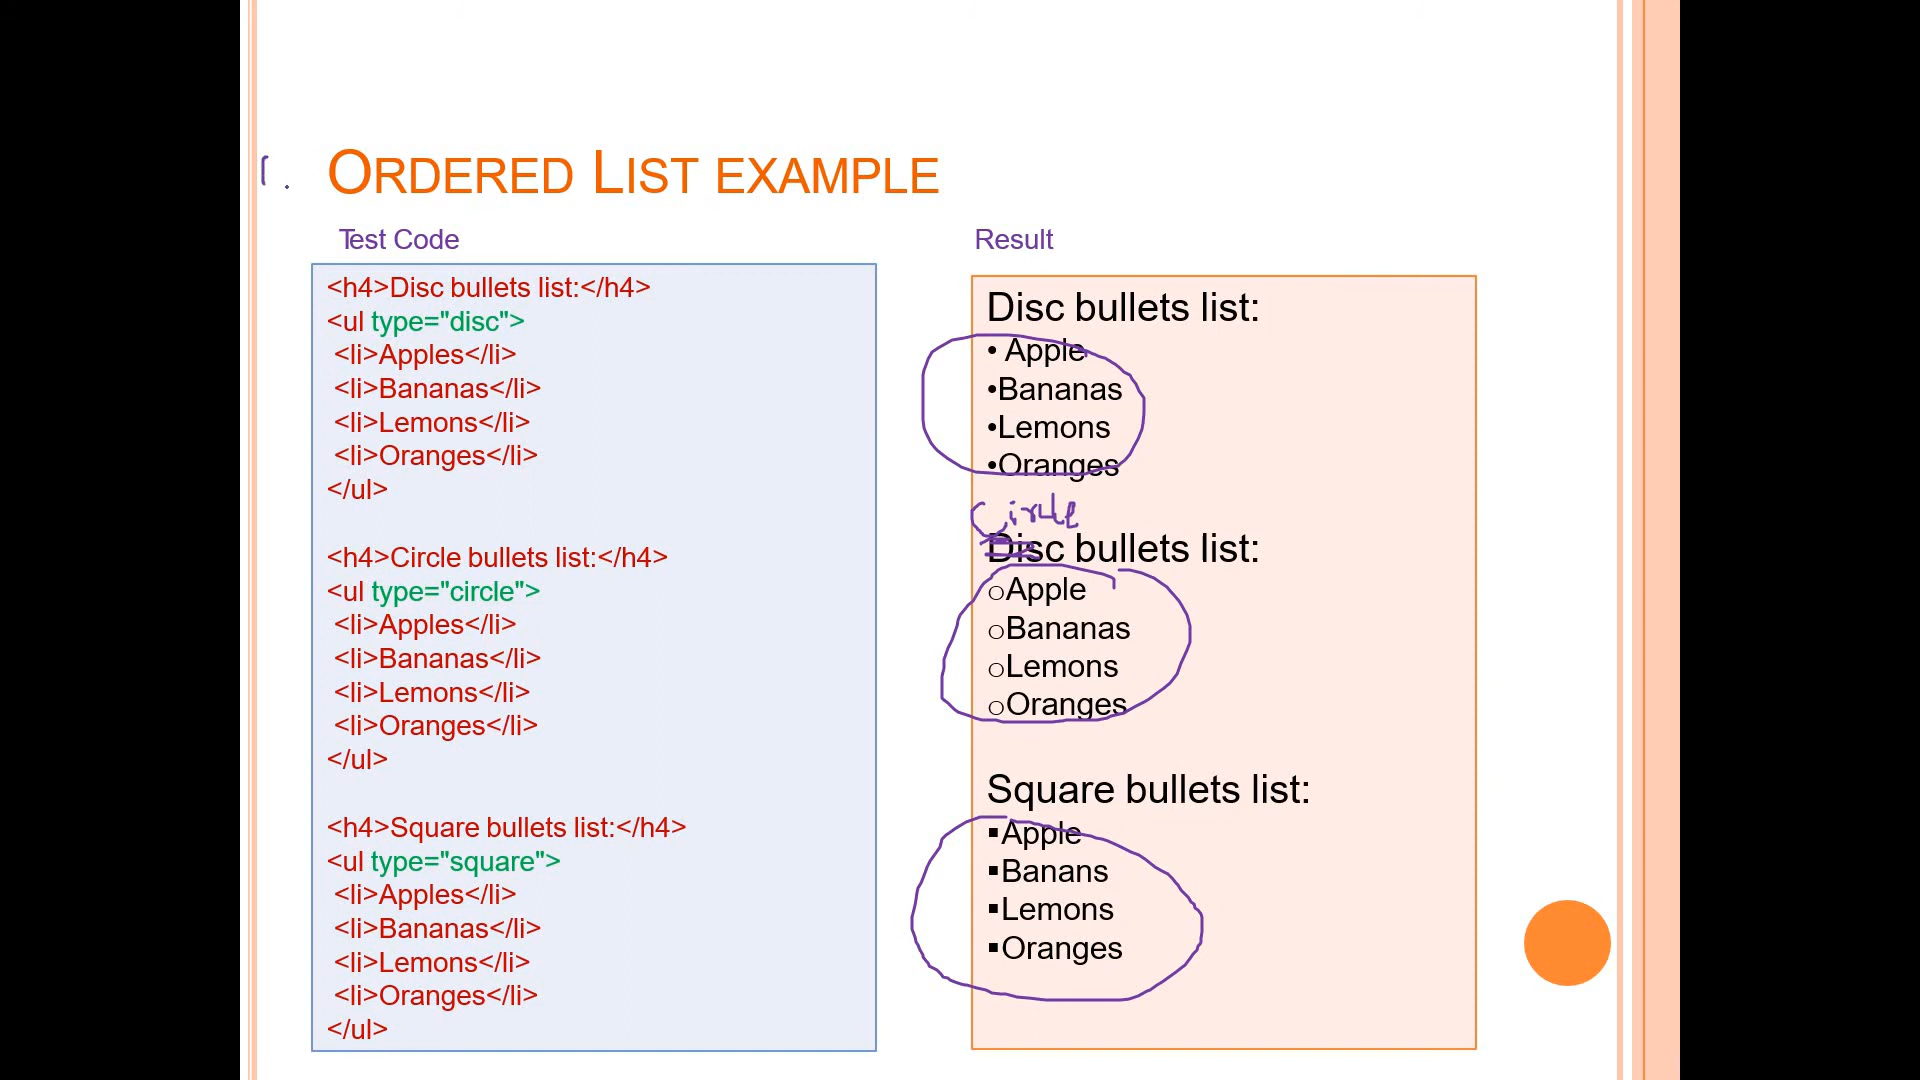 ORDERED LIST EXAMPLE
Test Code
<h4>Disc bullets list:</h4>
<ul type="disc">
<li>Apples</li>
<li>Bananas</li>
<li>Lemons</li>
<li>Oranges</li>
</ul>
<h4>Circle bullets list:</h4>
<ul type="circle">
<li>Apples</li>
<li>Bananas</li>
<li>Lemons</li>
<li>Oranges</li>
</ul>
<h4>Square bullets list:</h4>
<ul type="square">
<li>Apples</li>
<li>Bananas</li>
<li>Lemons</li>
<li>Oranges</li>
</ul>
Result
Disc bullets list:
• Apple
•Bananas
•Lemons
•Oranges
Circle
Disc bullets list:
oApple
oBananas
oLemons
oOranges
Square bullets list:
▪Apple
▪Banans
▪Lemons
▪Oranges